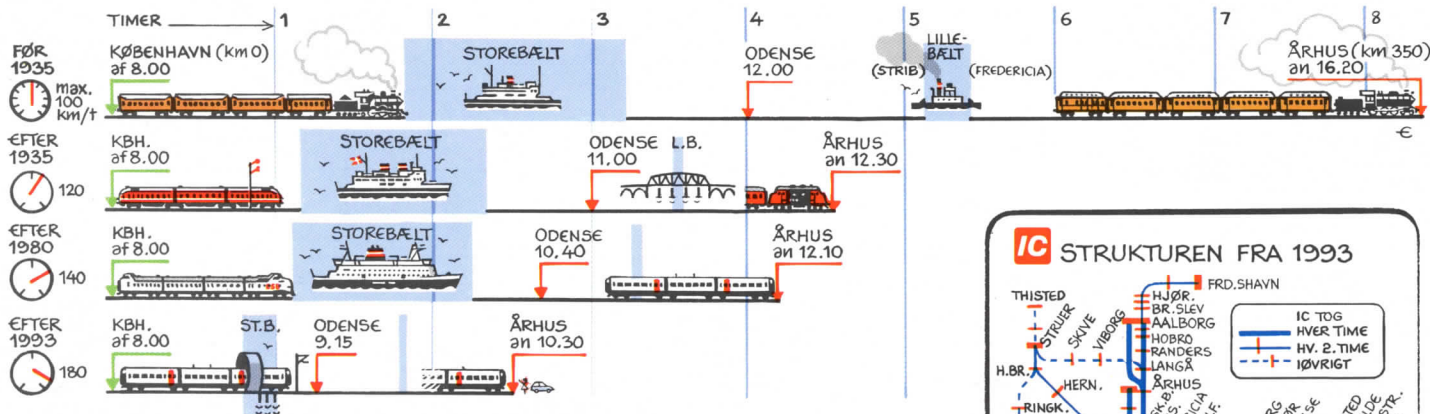 TIMER
1
2
3
4
5
6
7
8
FØR
1935
max.
100
km/t
KØBENHAVN (km 0)
af 8.00
STOREBÆLT
ODENSE
12.00
(STRIB)
LILLE-
BÆLT
(FREDERICIA)
ÅRHUS (km 350)
an 16.20
EFTER
1935
120
KBH.
af 8.00
STOREBÆLT
ODENSE
11.00
L.B.
ÅRHUS
an 12.30
EFTER
1980
140
KBH.
af 8.00
STOREBÆLT
ODENSE
10.40
ÅRHUS
an 12.10
EFTER
1993
180
KBH.
af 8.00
ST.B.
ODENSE
9.15
ÅRHUS
an 10.30
IC STRUKTUREN FRA 1993
THISTED
STRUER
SKIVE
VIBORG
H.BR.
HERN.
RINGK.
FRD.SHAVN
HJØR.
BR.SLEV
AALBORG
HOBRO
RANDERS
LANGÅ
ÅRHUS
IC TOG
HVER TIME
HV. 2. TIME
IØVRIGT